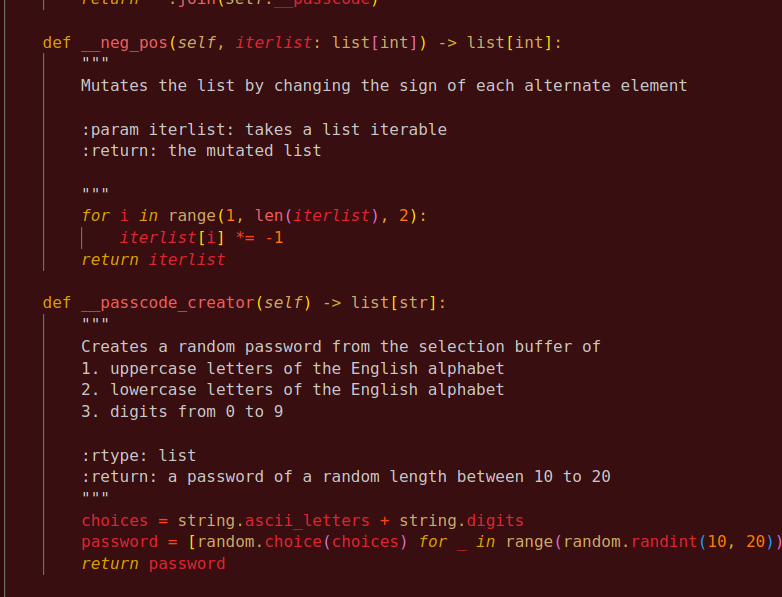 return "".join(self.__passcode)
def __neg_pos(self, iterlist: list[int]) -> list[int]:
"""
Mutates the list by changing the sign of each alternate element
:param iterlist: takes a list iterable
:return: the mutated list
"""
for i in range(1, len(iterlist), 2):
iterlist[i] *= -1
return iterlist
def __passcode_creator(self) -> list[str]:
"""
Creates a random password from the selection buffer of
1. uppercase letters of the English alphabet
2. lowercase letters of the English alphabet
3. digits from 0 to 9
:rtype: list
:return: a password of a random length between 10 to 20
"""
choices = string.ascii_letters + string.digits
password = [random.choice(choices) for _ in range(random.randint(10, 20))
return password